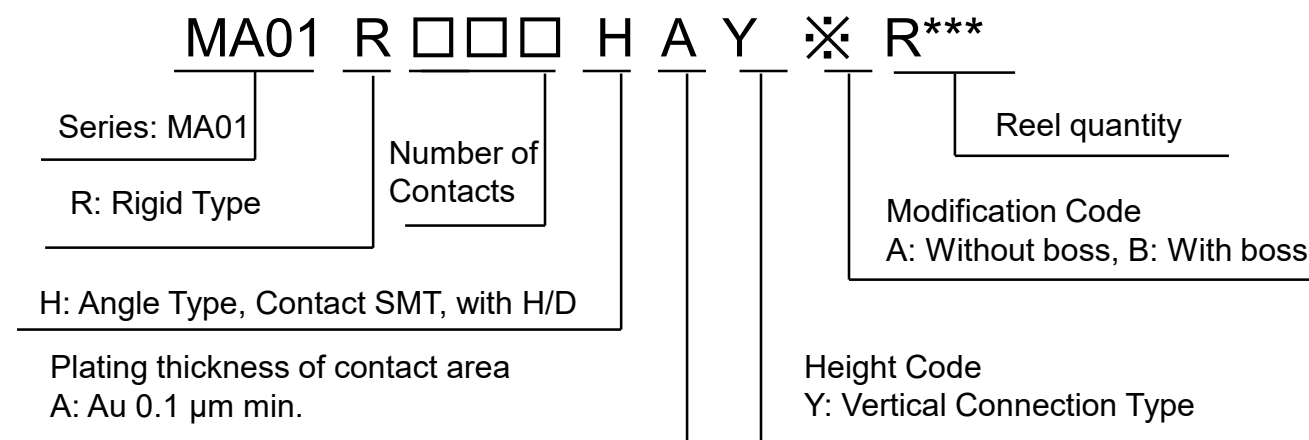 MA01 R □□□ H A Y ※ R***
Series: MA01
Reel quantity
Number of
Contacts
R: Rigid Type
Modification Code
A: Without boss, B: With boss
H: Angle Type, Contact SMT, with H/D
Plating thickness of contact area
A: Au 0.1 μm min.
Height Code
Y: Vertical Connection Type